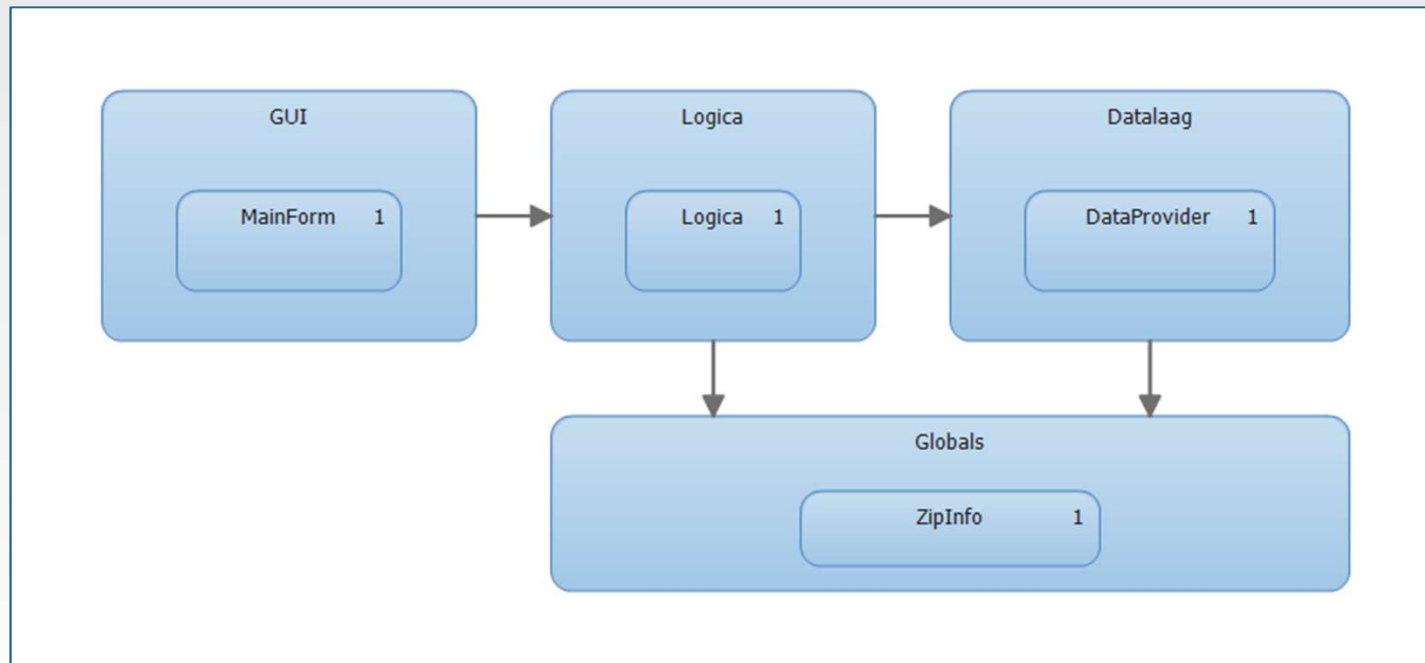 GUI
Logica
Datalaag
MainForm 1
Logica 1
DataProvider 1
Globals
ZipInfo 1